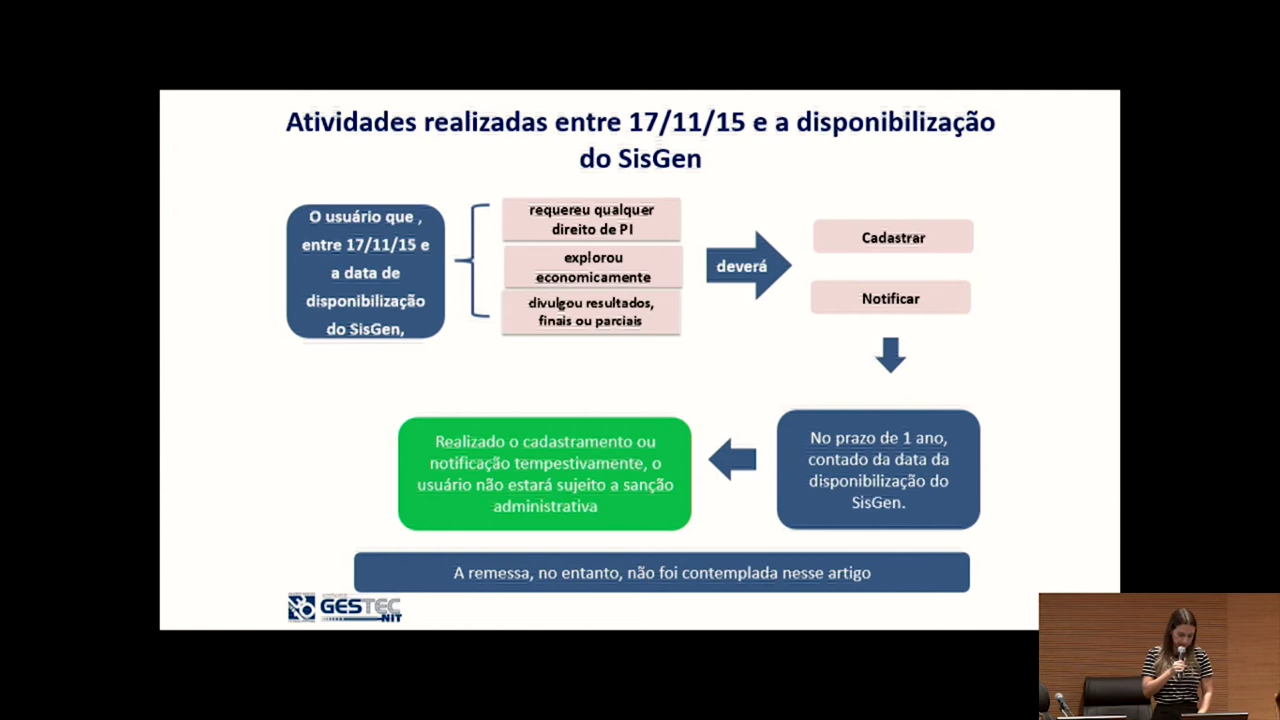 Atividades realizadas entre 17/11/15 e a disponibilização
do SisGen
O usuário que ,
entre 17/11/15 e
a data de
disponibilização
do SisGen,
requereu qualquer
direito de PI
explorou
economicamente
divulgou resultados,
finais ou parciais
deverá
Cadastrar
Notificar
No prazo de 1 ano,
contado da data da
disponibilização do
SisGen.
Realizado o cadastramento ou
notificação tempestivamente, o
usuário não estará sujeito a sanção
administrativa
A remessa, no entanto, não foi contemplada nesse artigo
GESTEC
NIT